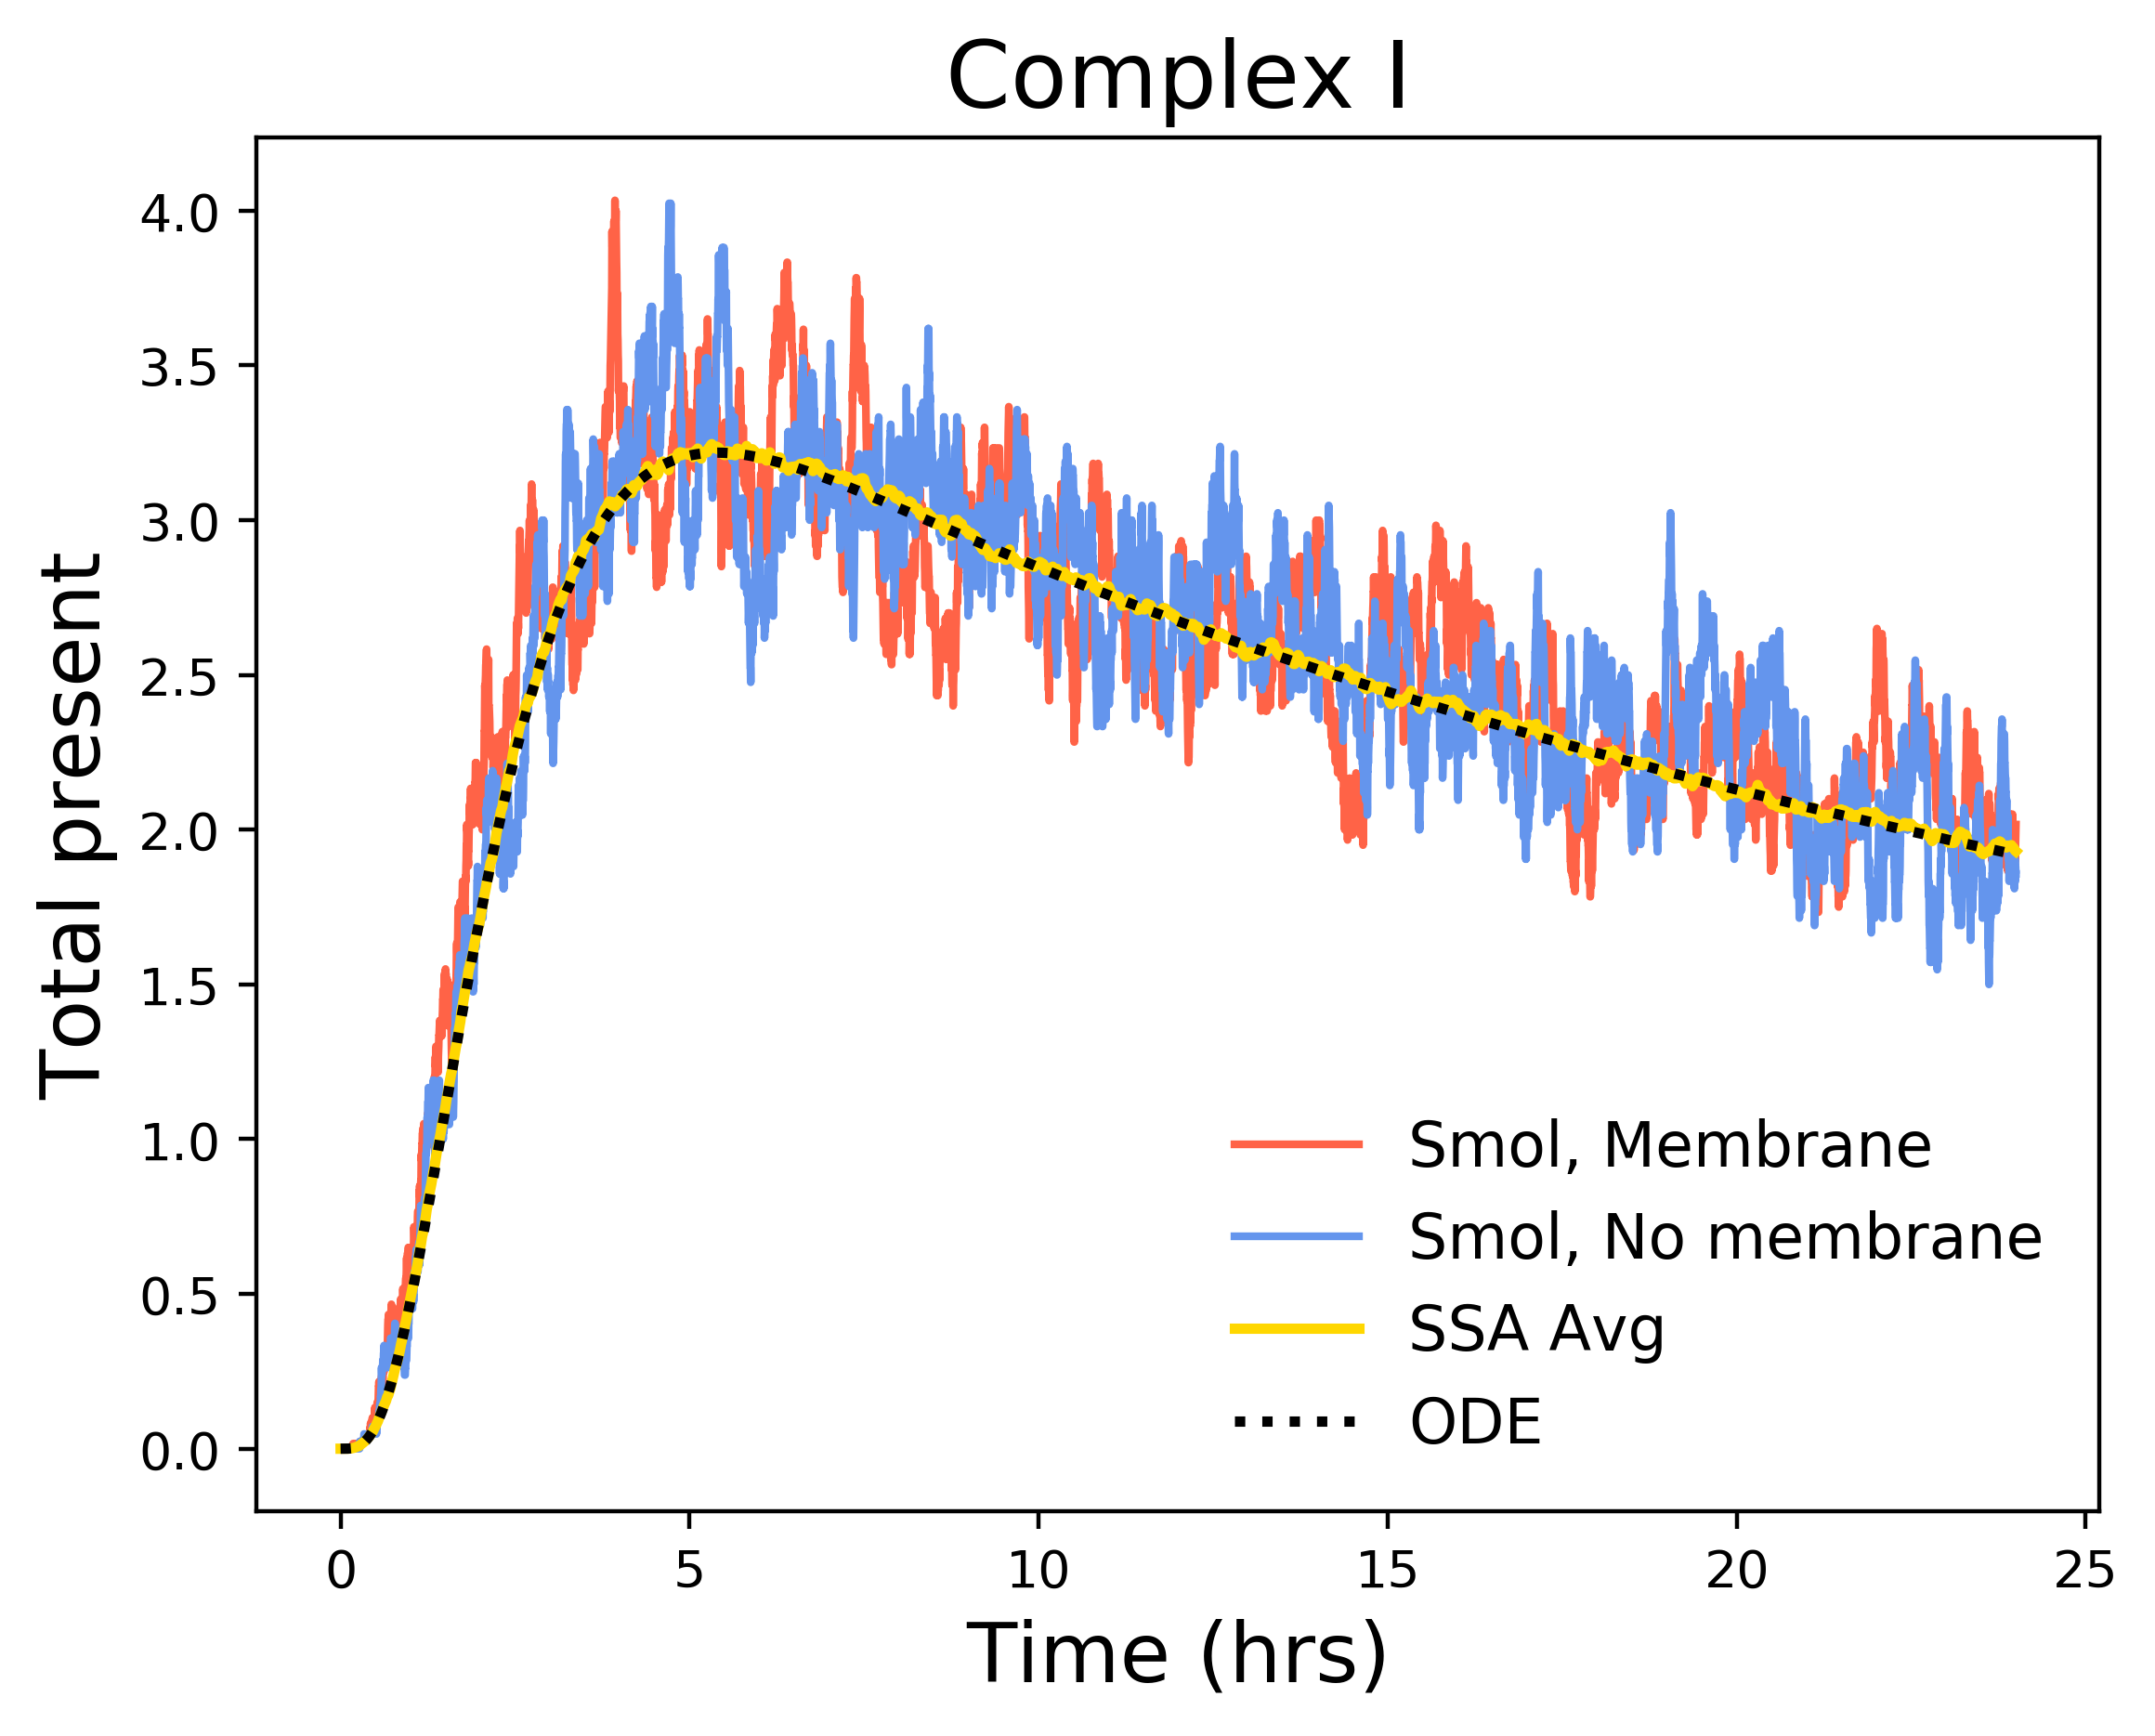 Complex I
Total present
4.0
3.5
3.0
2.5
2.0
1.5
1.0
0.5
0.0
Smol, Membrane
Smol, No membrane
SSA Avg
ODE
0 5 10 15 20 25
Time (hrs)